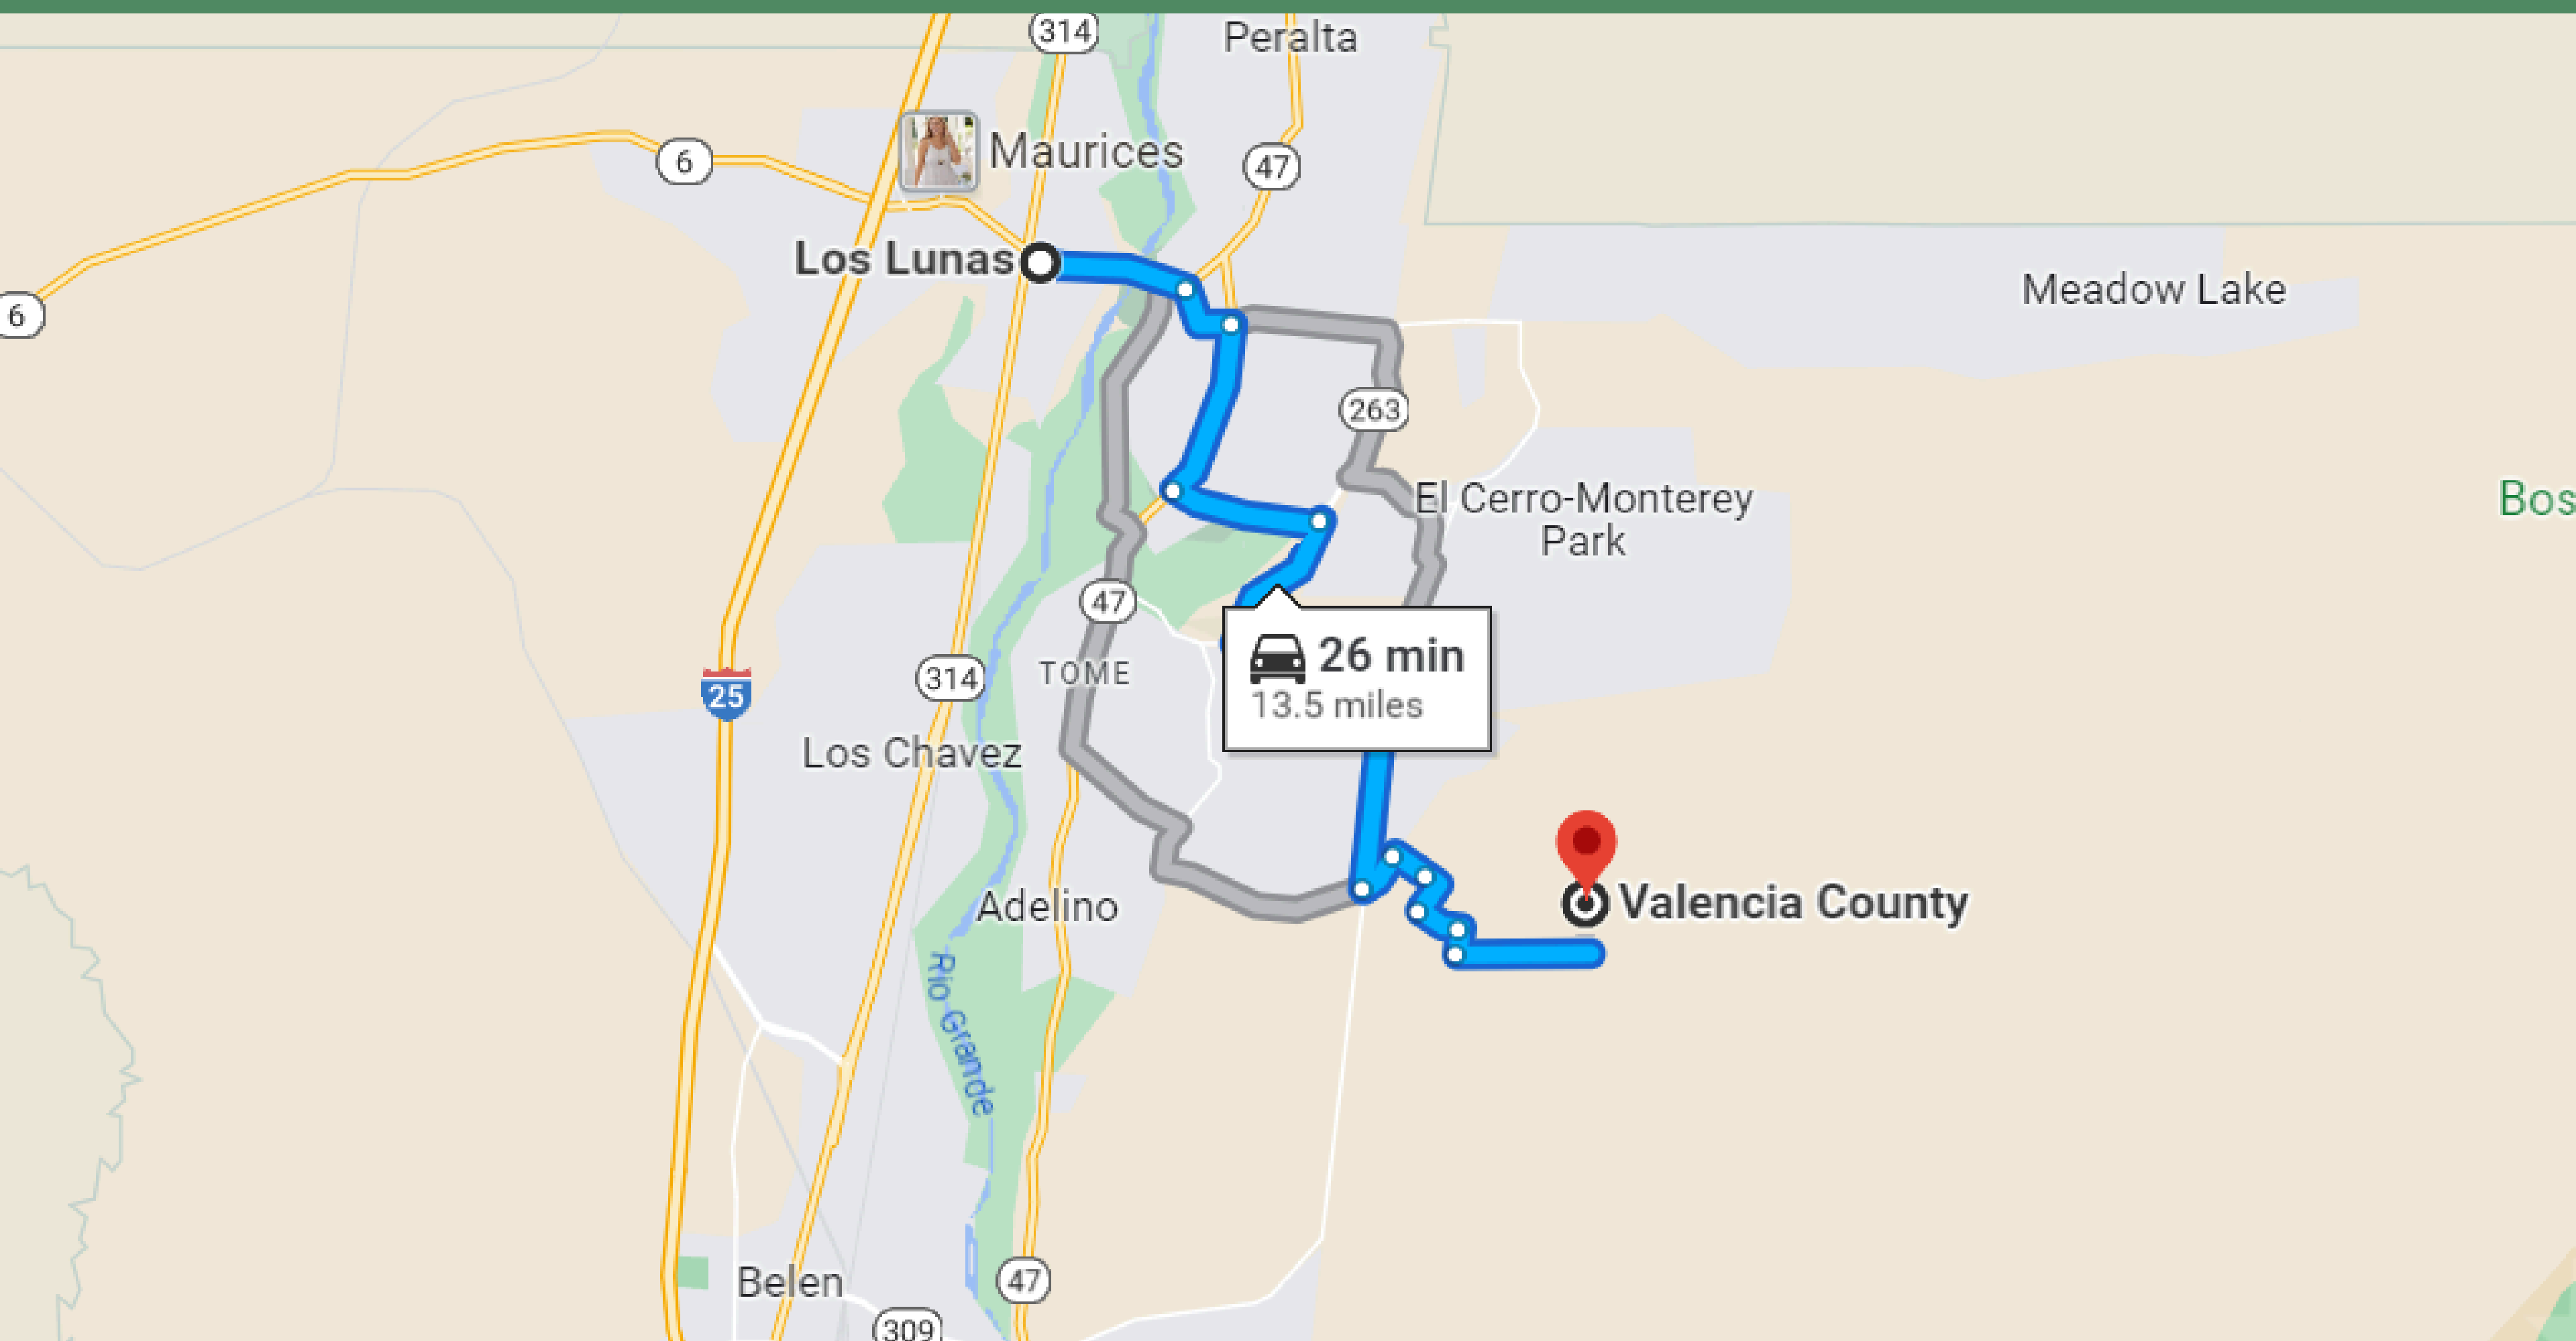 314
Peralta
Maurices
6
47
Los Lunas
6
Meadow Lake
263
El Cerro-Monterey
Park
Bos
47
26 min
13.5 miles
TOME
314
25
Los Chavez
Valencia County
Adelino
Rio Grande
Belen
47
309